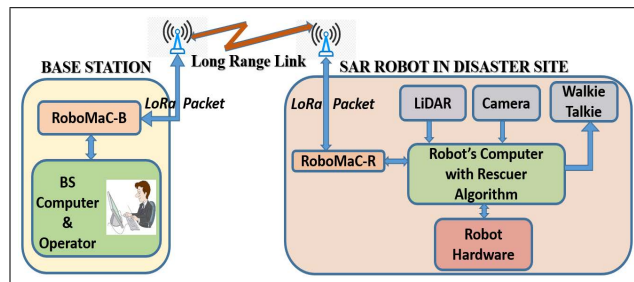 Long Range Link
BASE STATION
LoRa Packet
RoboMaC-B
BS
Computer
&
Operator
SAR ROBOT IN DISASTER SITE
LoRa Packet
LiDAR
Camera
Walkie
Talkie
RoboMaC-R
Robot's Computer
with Rescuer
Algorithm
Robot
Hardware